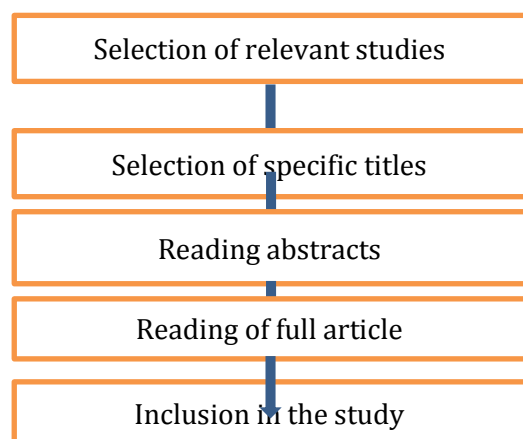 Selection of relevant studies
Selection of specific titles
Reading abstracts
Reading of full article
Inclusion in the study